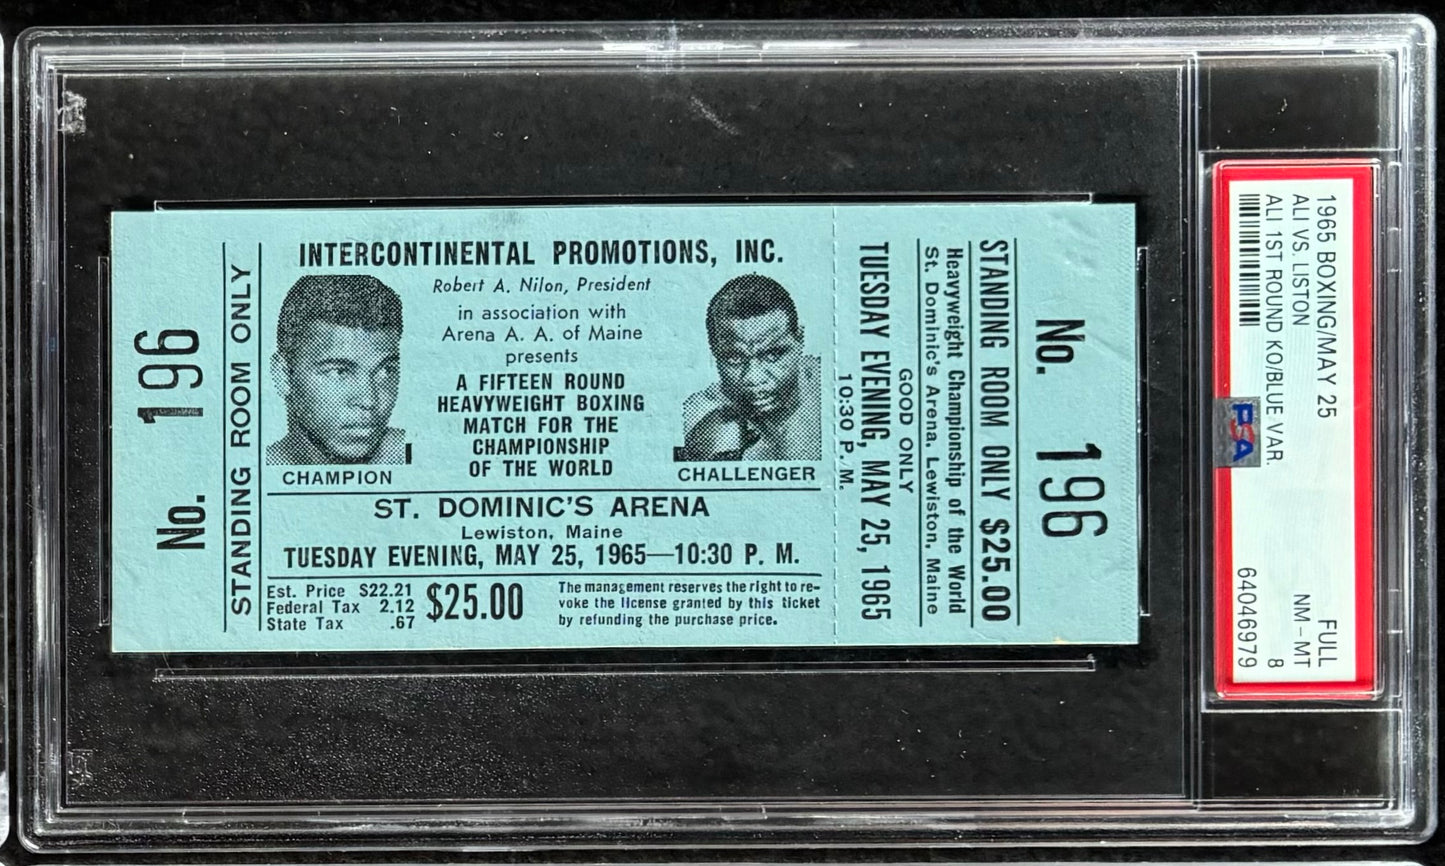 No. 196
STANDING ROOM ONLY
INTERCONTINENTAL PROMOTIONS, INC.
Robert A. Nilon, President
in association with
Arena A. A. of Maine
presents
A FIFTEEN ROUND
HEAVYWEIGHT BOXING
MATCH FOR THE
CHAMPIONSHIP
OF THE WORLD
CHAMPION
CHALLENGER
ST. DOMINIC'S ARENA
Lewiston, Maine
TUESDAY EVENING, MAY 25, 1965—10:30 P. M.
Est. Price $22.21
Federal Tax 2.12
State Tax .67
$25.00
The management reserves the right to re-
voke the license granted by this ticket
by refunding the purchase price.
No. 196
STANDING ROOM ONLY $25.00
Heavyweight Championship of the World
St. Dominic's Arena, Lewiston, Maine
GOOD ONLY
TUESDAY EVENING, MAY 25, 1965
10:30 P. M.
1965 BOXING/MAY 25 FULL
ALI VS. LISTON NM-MT
ALI 1ST ROUND KO/BLUE VAR. 8
64046979
PSA